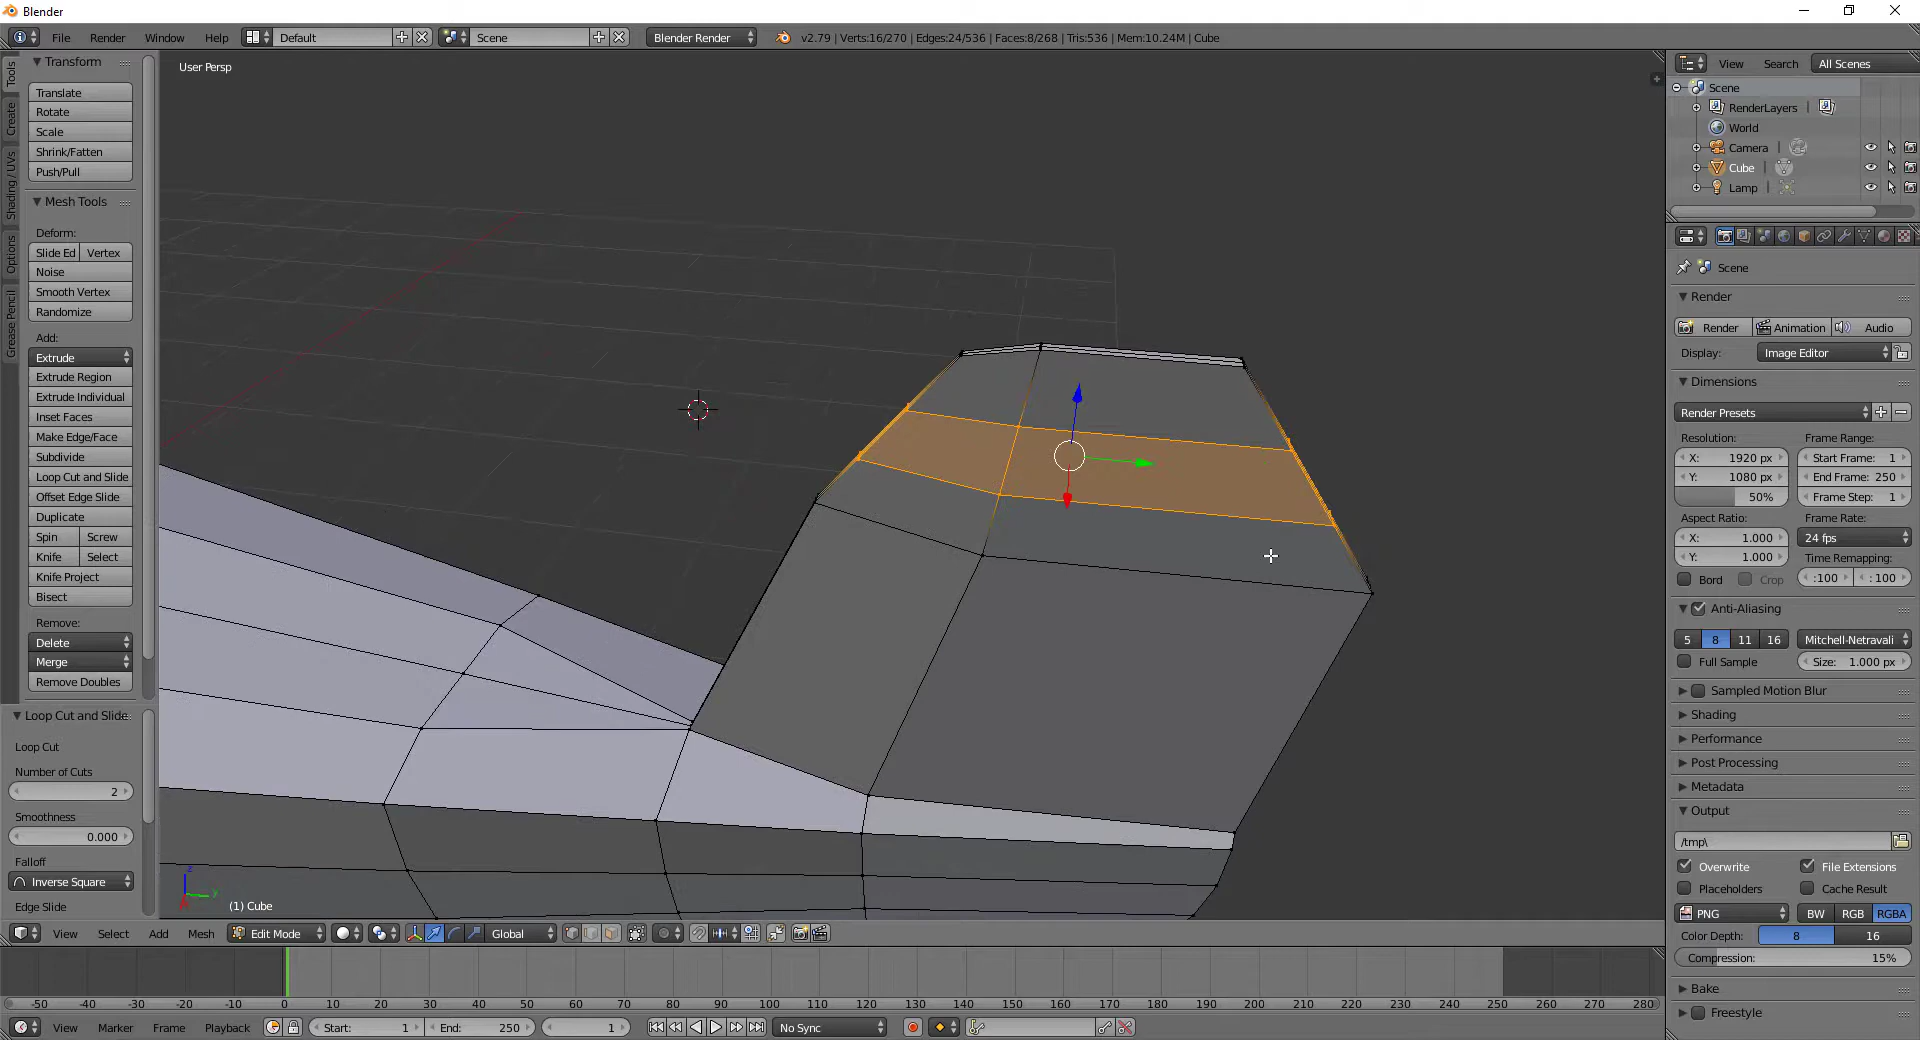 Blender
File Render Window Help Default Scene Blender Render v2.79 | Verts:16/270 | Edges:24/536 | Faces:8/268 | Tris:536 | Mem:10.24M | Cube
Tools
Create
Shading / UVs
Options
Grease Pencil
Transform
Translate
Rotate
Scale
Shrink/Fatten
Push/Pull
Mesh Tools
Deform:
Slide Ed Vertex
Noise
Smooth Vertex
Randomize
Add:
Extrude
Extrude Region
Extrude Individual
Inset Faces
Make Edge/Face
Subdivide
Loop Cut and Slide
Offset Edge Slide
Duplicate
Spin Screw
Knife Select
Knife Project
Bisect
Remove:
Delete
Merge
Remove Doubles
Loop Cut and Slide
Loop Cut
Number of Cuts
2
Smoothness
0.000
Falloff
Inverse Square
Edge Slide
User Persp
z
y
(1) Cube
View Select Add Mesh Edit Mode Global
-50 -40 -30 -20 -10 0 10 20 30 40 50 60 70 80 90 100 110 120 130 140 150 160 170 180 190 200 210 220 230 240 250 260 270 280
View Marker Frame Playback Start: 1 End: 250 1 No Sync
View Search All Scenes
Scene
RenderLayers
World
Camera
Cube
Lamp
Scene
Render
Render Animation Audio
Display: Image Editor
Dimensions
Render Presets
Resolution: Frame Range:
X: 1920 px Start Frame: 1
Y: 1080 px End Frame: 250
50% Frame Step: 1
Aspect Ratio: Frame Rate:
X: 1.000 24 fps
Y: 1.000 Time Remapping:
Bord Crop :100 : 100
Anti-Aliasing
5 8 11 16 Mitchell-Netravali
Full Sample Size: 1.000 px
Sampled Motion Blur
Shading
Performance
Post Processing
Metadata
Output
/tmp\
Overwrite File Extensions
Placeholders Cache Result
PNG BW RGB RGBA
Color Depth: 8 16
Compression: 15%
Bake
Freestyle